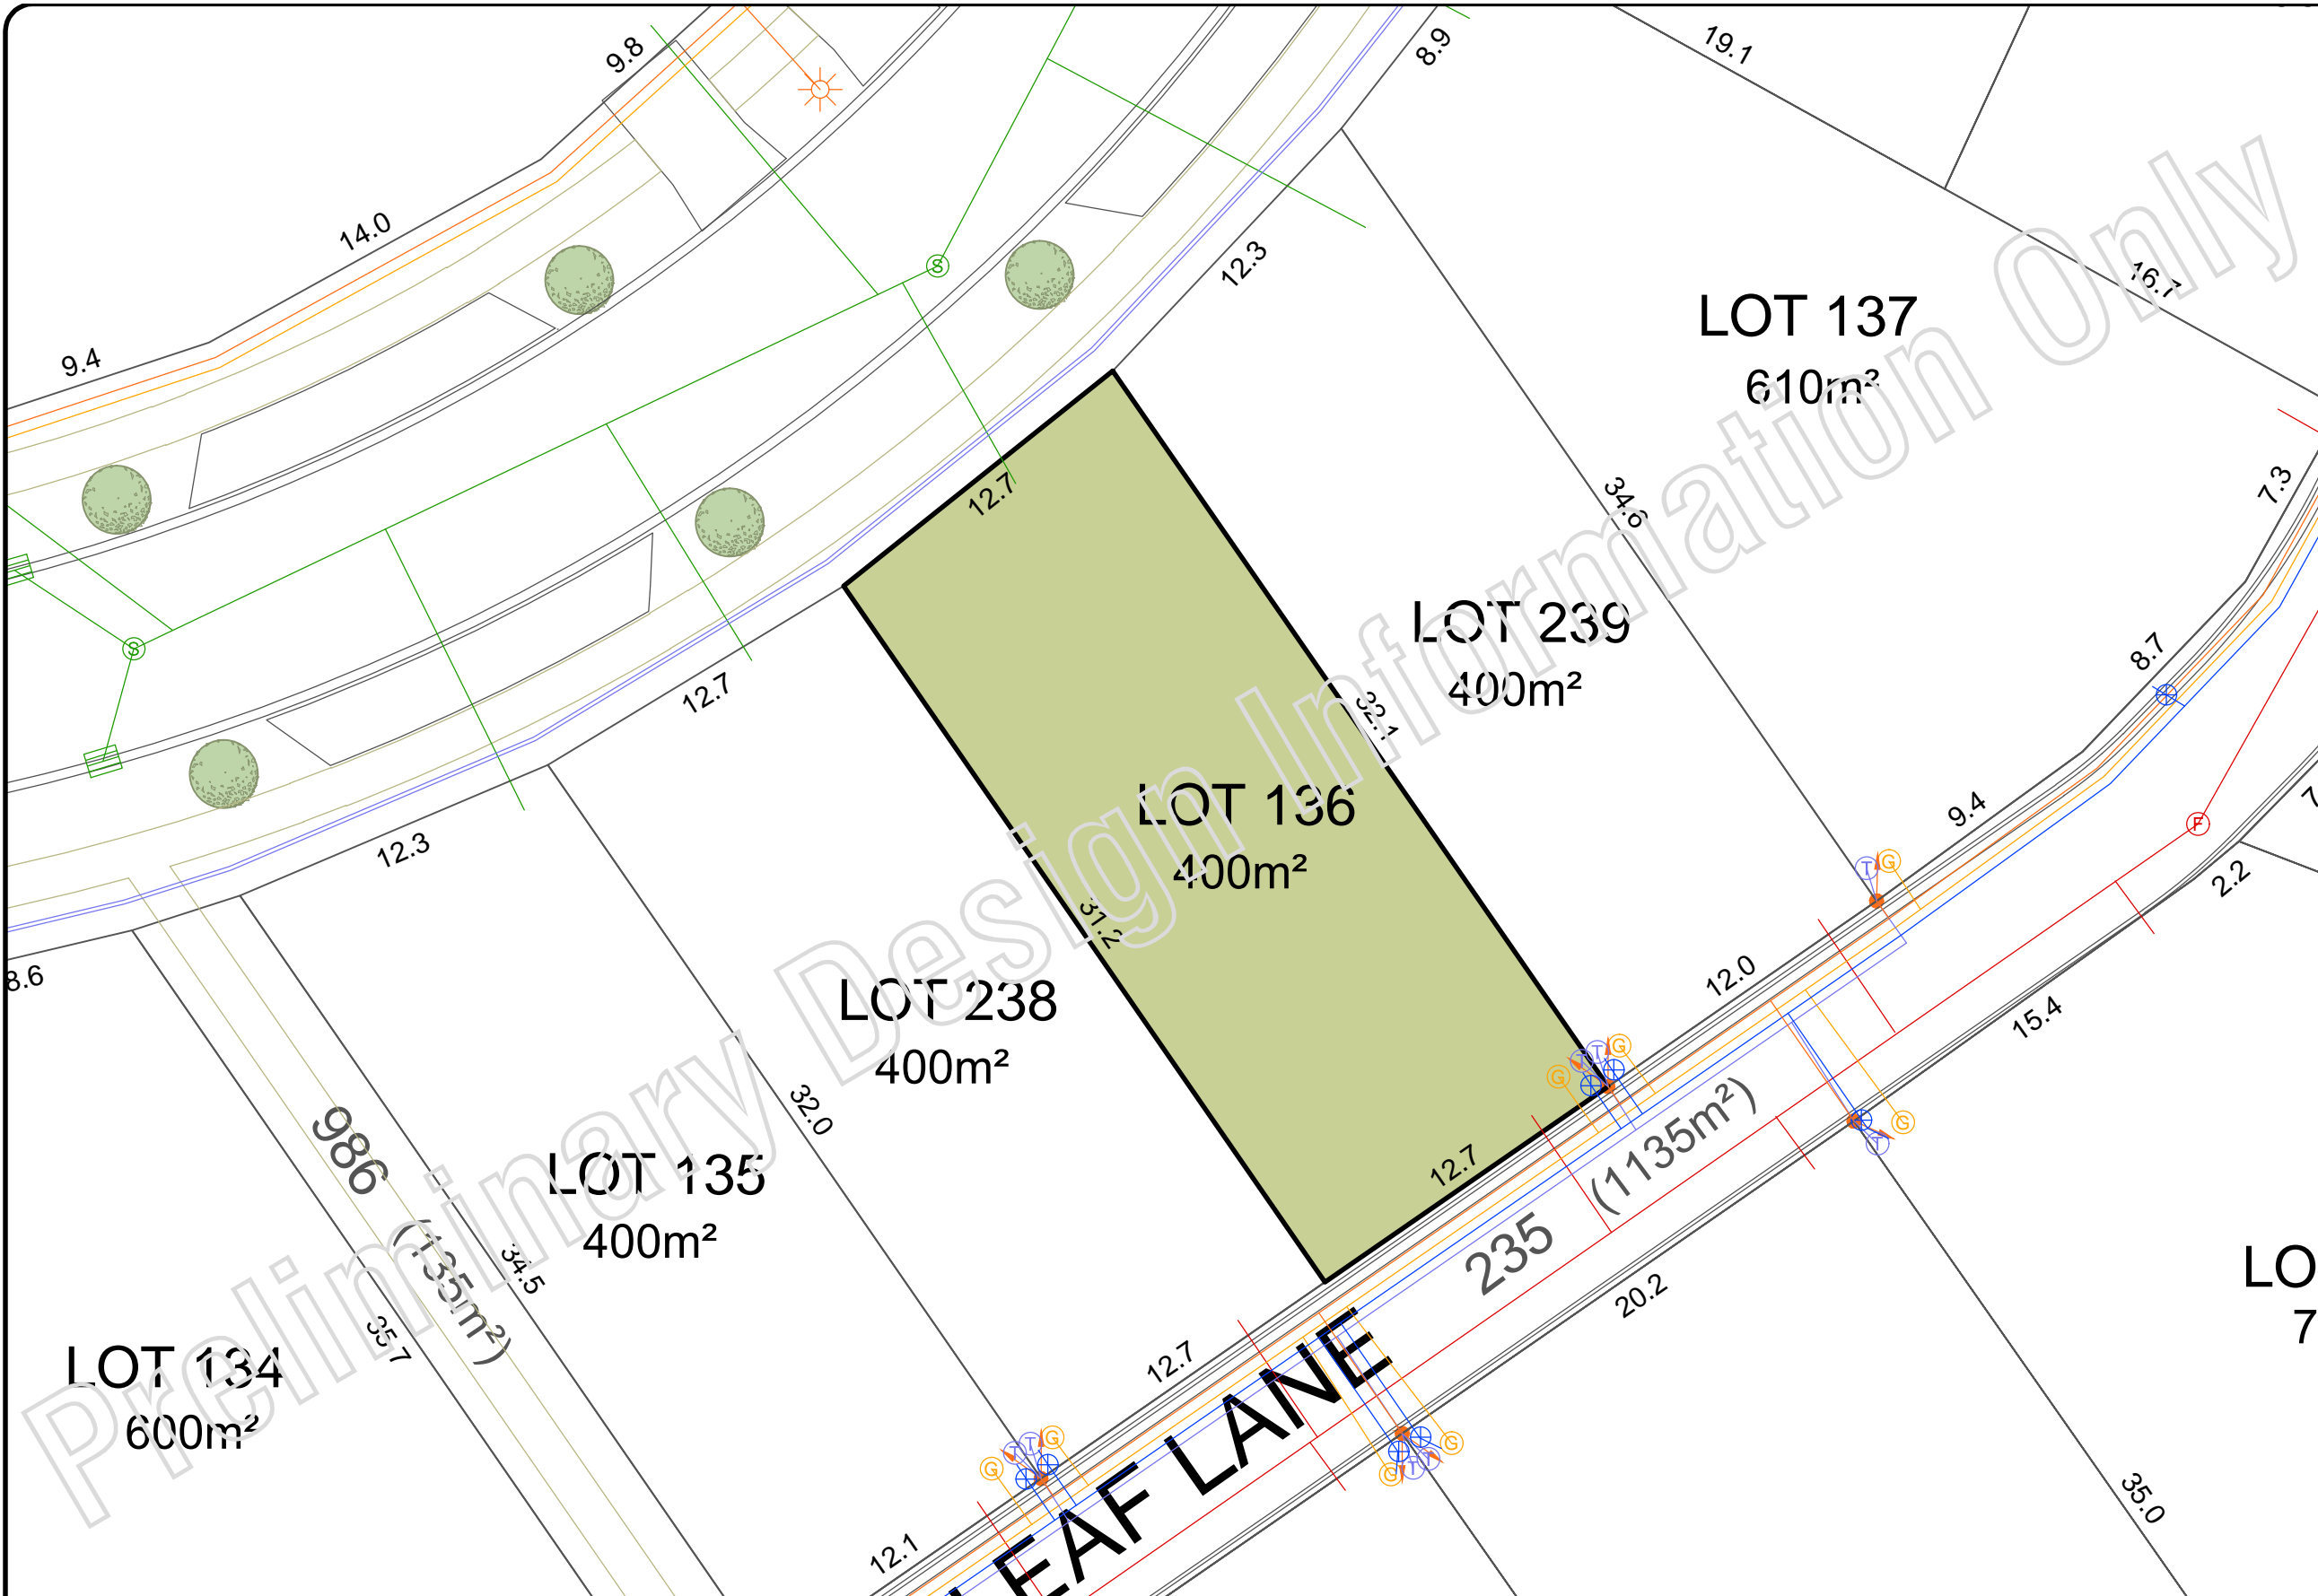 9.8
8.9
19.1
14.0
9.4
12.3
16.7
LOT 137
610m²
S
12.7
34.6
7.3
LOT 239
400m²
S
12.7
32.1
8.7
LOT 136
400m²
9.4
F
12.3
31.2
2.2
T G
8.6
LOT 238
400m²
12.0
15.4
G T T G
986 (135m²)
LOT 135
400m²
32.0
12.7
235 (1135m²)
G
T
34.5
35.7
20.2
LOT 134
600m²
12.7
G T T G
G T T G
35.0
12.1
EAF LANE
Preliminary Design Information Only